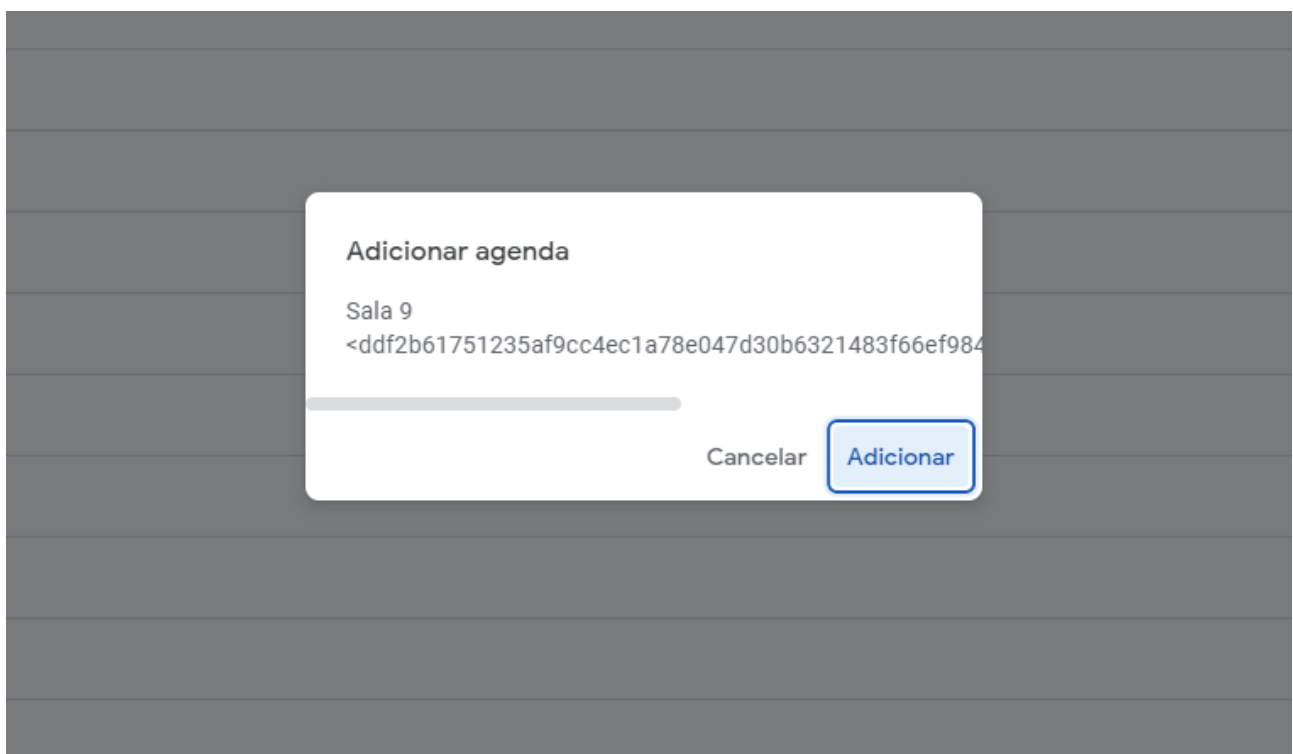 Adicionar agenda
Sala 9
<ddf2b61751235af9cc4ec1a78e047d30b6321483f66ef984
Cancelar
Adicionar